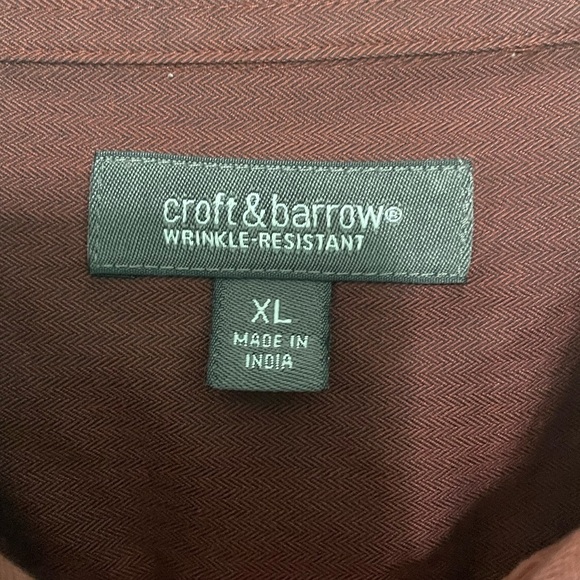 croft & barrow®
WRINKLE-RESISTANT
XL
MADE IN
INDIA